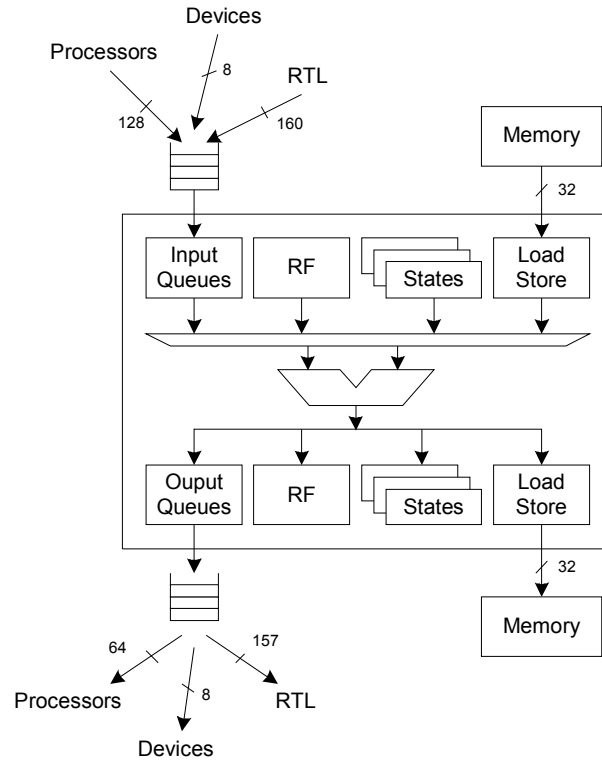 Devices
Processors
8
RTL
128
160
Memory
32
Input
Queues
RF
States
Load
Store
Ouput
Queues
RF
States
Load
Store
32
64
157
Memory
Processors
8
RTL
Devices